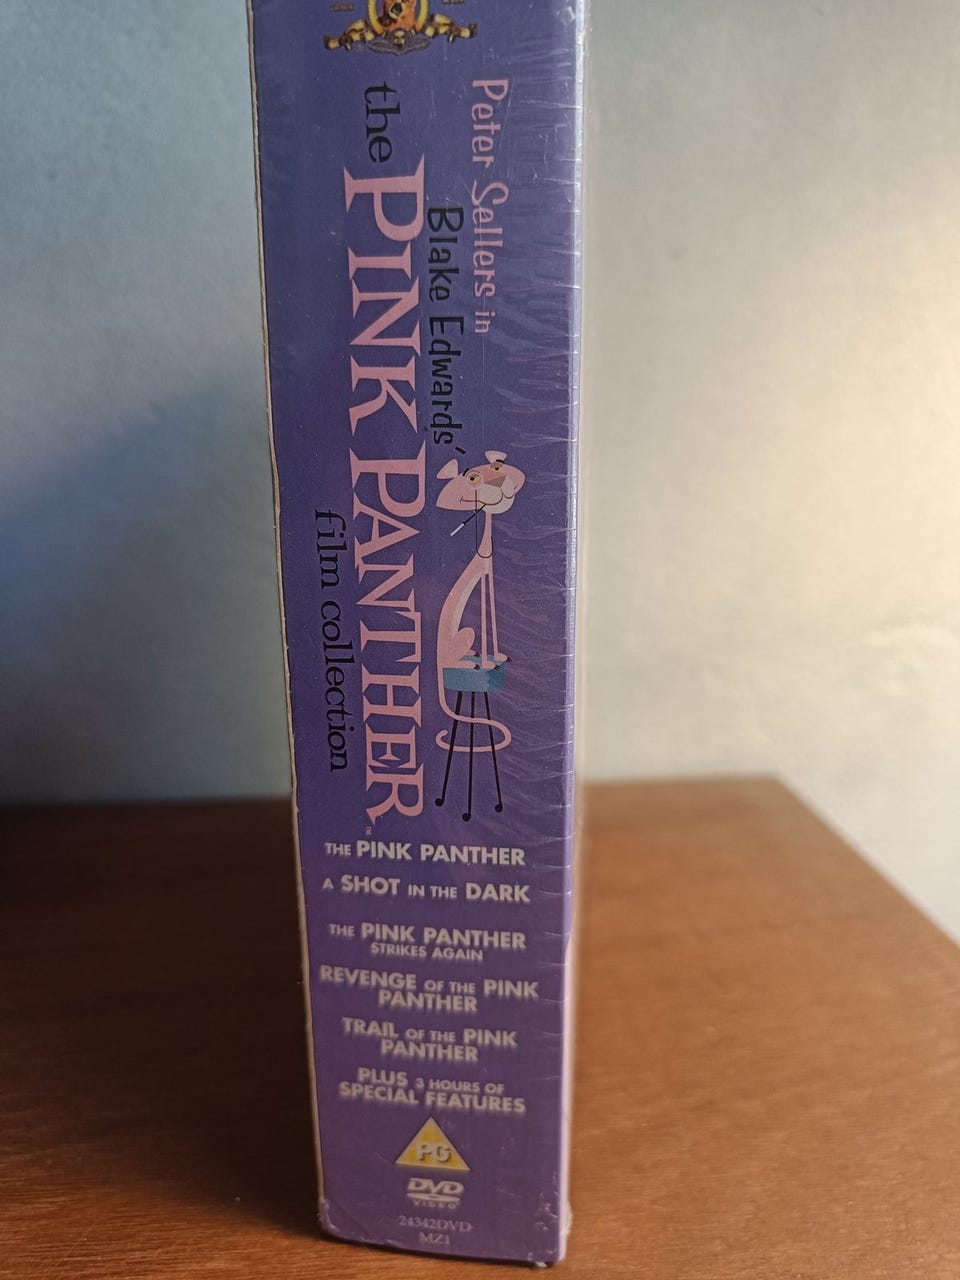 Peter Sellers in
Blake Edwards'
the PINK PANTHER™
film collection
THE PINK PANTHER
A SHOT IN THE DARK
THE PINK PANTHER
STRIKES AGAIN
REVENGE OF THE PINK
PANTHER
TRAIL OF THE PINK
PANTHER
PLUS 3 HOURS OF
SPECIAL FEATURES
PG
DVD
VIDEO
24342DVD
MZ1